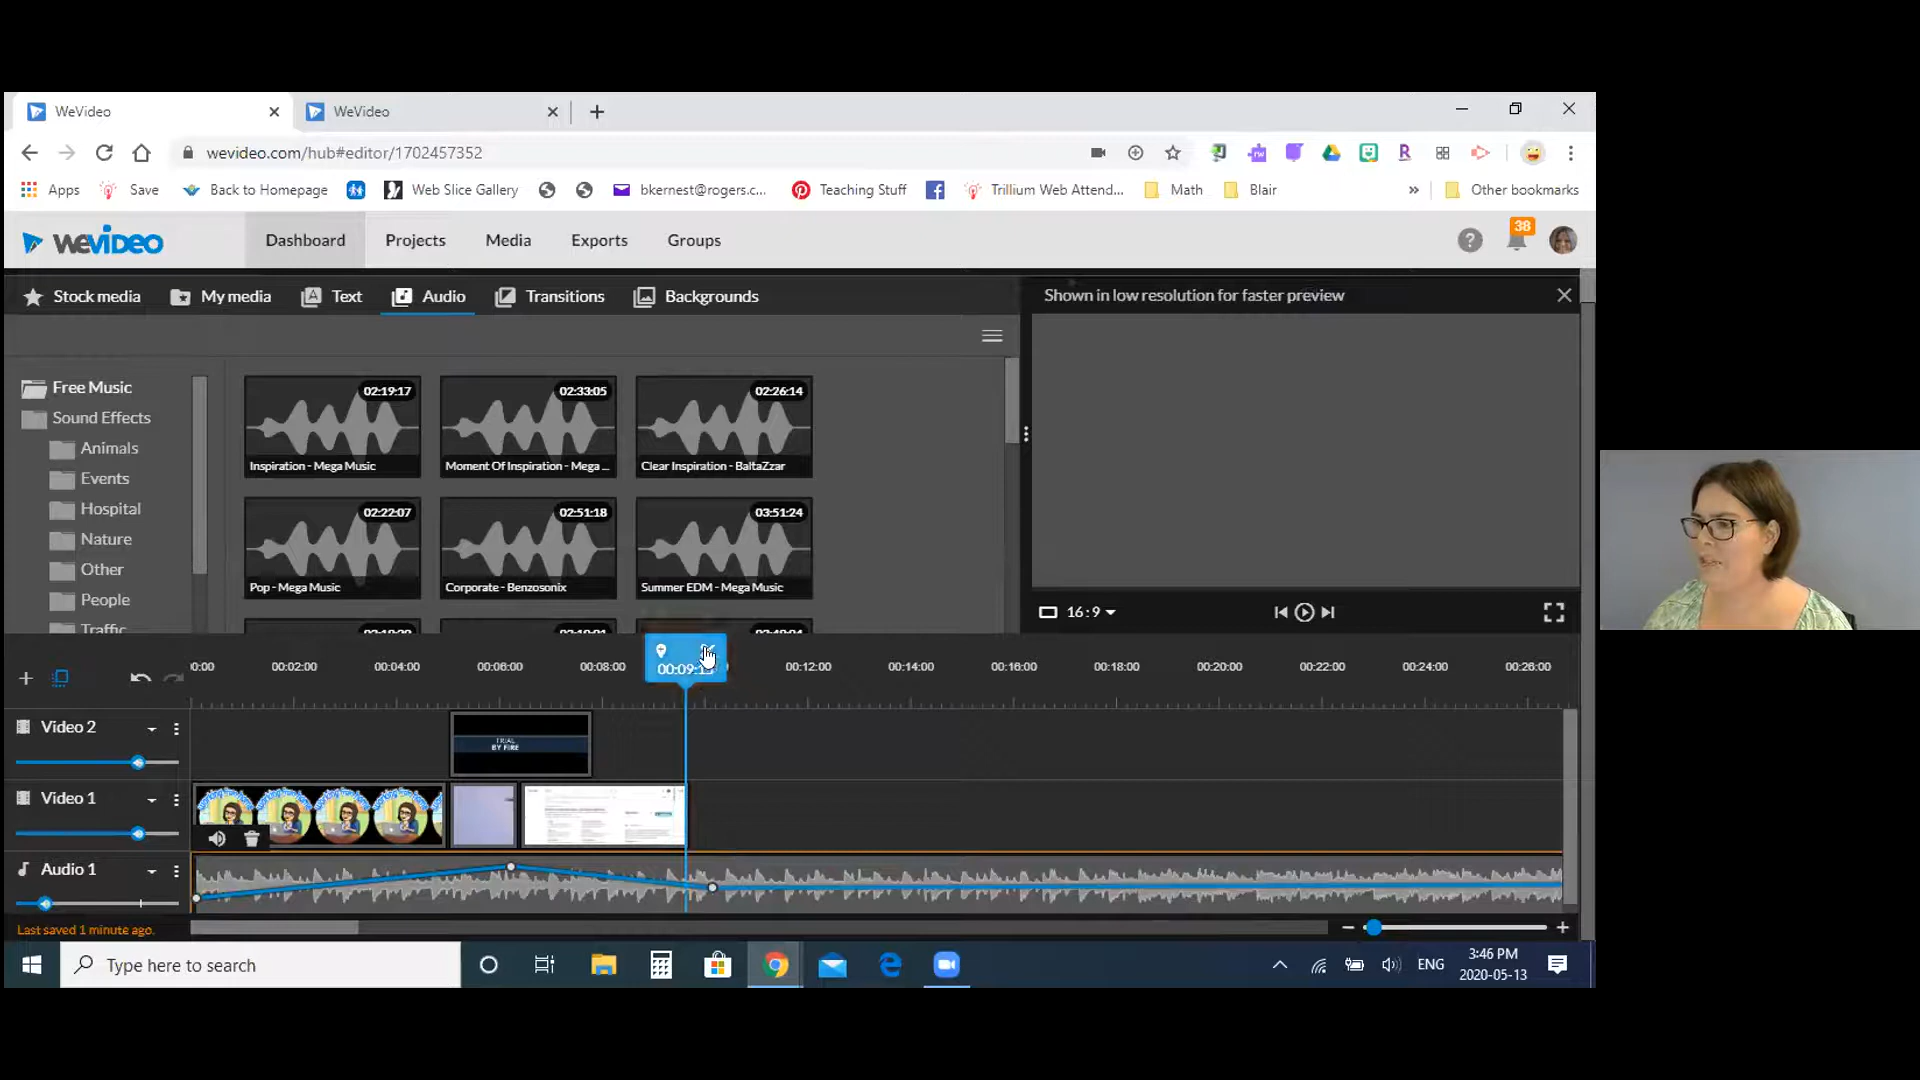 WeVideo
WeVideo
wevideo.com/hub#editor/1702457352
Apps
Save
Back to Homepage
Web Slice Gallery
bkernest@rogers.c...
Teaching Stuff
Trillium Web Attend...
Math
Blair
»
Other bookmarks
WEVIDEO
Dashboard
Projects
Media
Exports
Groups
?
38
Stock media
My media
Text
Audio
Transitions
Backgrounds
Shown in low resolution for faster preview
Free Music
Sound Effects
Animals
Events
Hospital
Nature
Other
People
Traffic
02:19:17
02:33:05
02:26:14
Inspiration - Mega Music
Moment Of Inspiration - Mega ...
Clear Inspiration - BaltaZzar
02:22:07
02:51:18
03:51:24
Pop - Mega Music
Corporate - Benzosonix
Summer EDM - Mega Music
16:9
0:00
00:02:00
00:04:00
00:06:00
00:08:00
00:09:
00:12:00
00:14:00
00:16:00
00:18:00
00:20:00
00:22:00
00:24:00
00:26:00
Video 2
TRIAL
BY FIRE
Video 1
Audio 1
Last saved 1 minute ago.
Type here to search
ENG
3:46 PM
2020-05-13